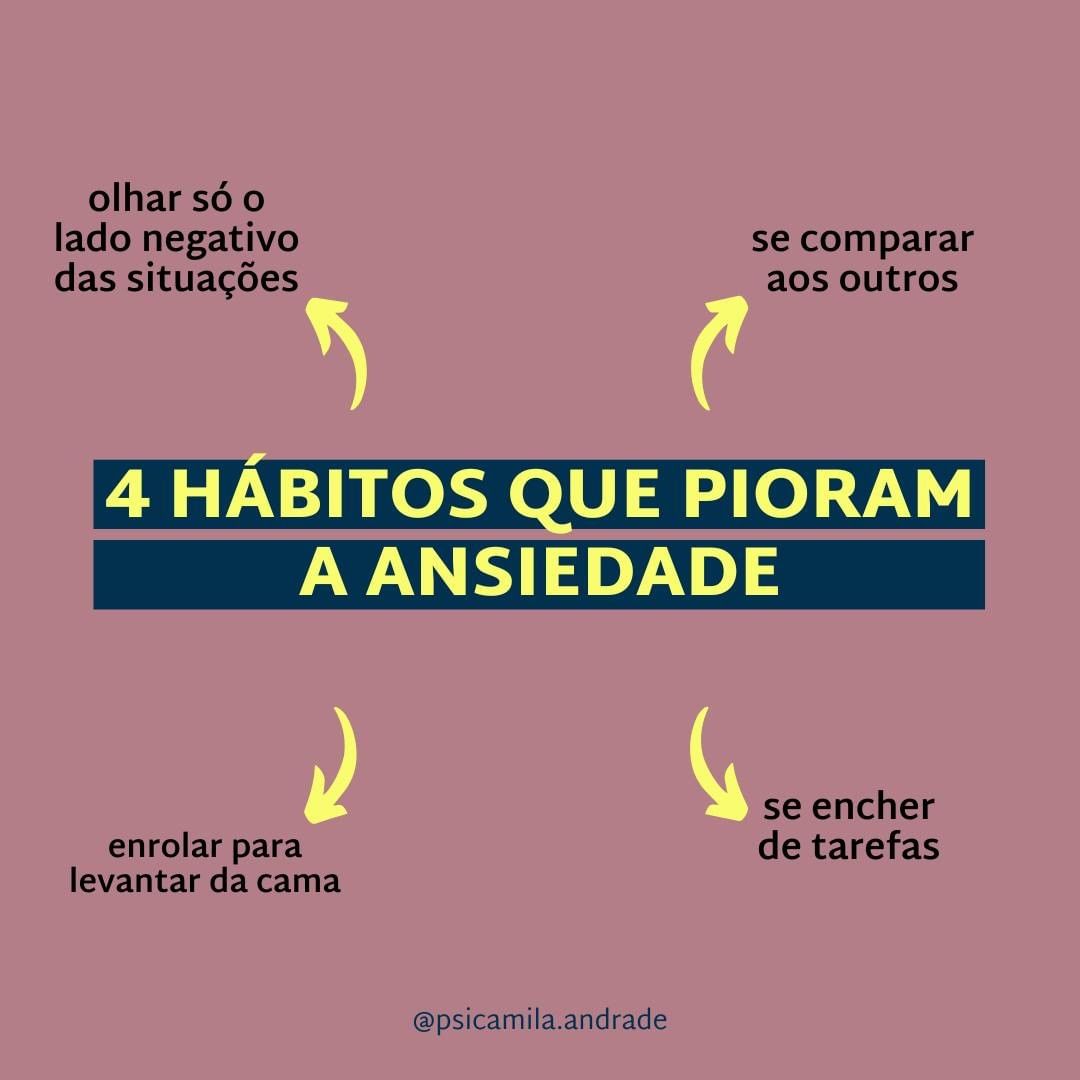 olhar só o
lado negativo
das situações
se comparar
aos outros
4 HÁBITOS QUE PIORAM
A ANSIEDADE
enrolar para
levantar da cama
se encher
de tarefas
@psicamila.andrade